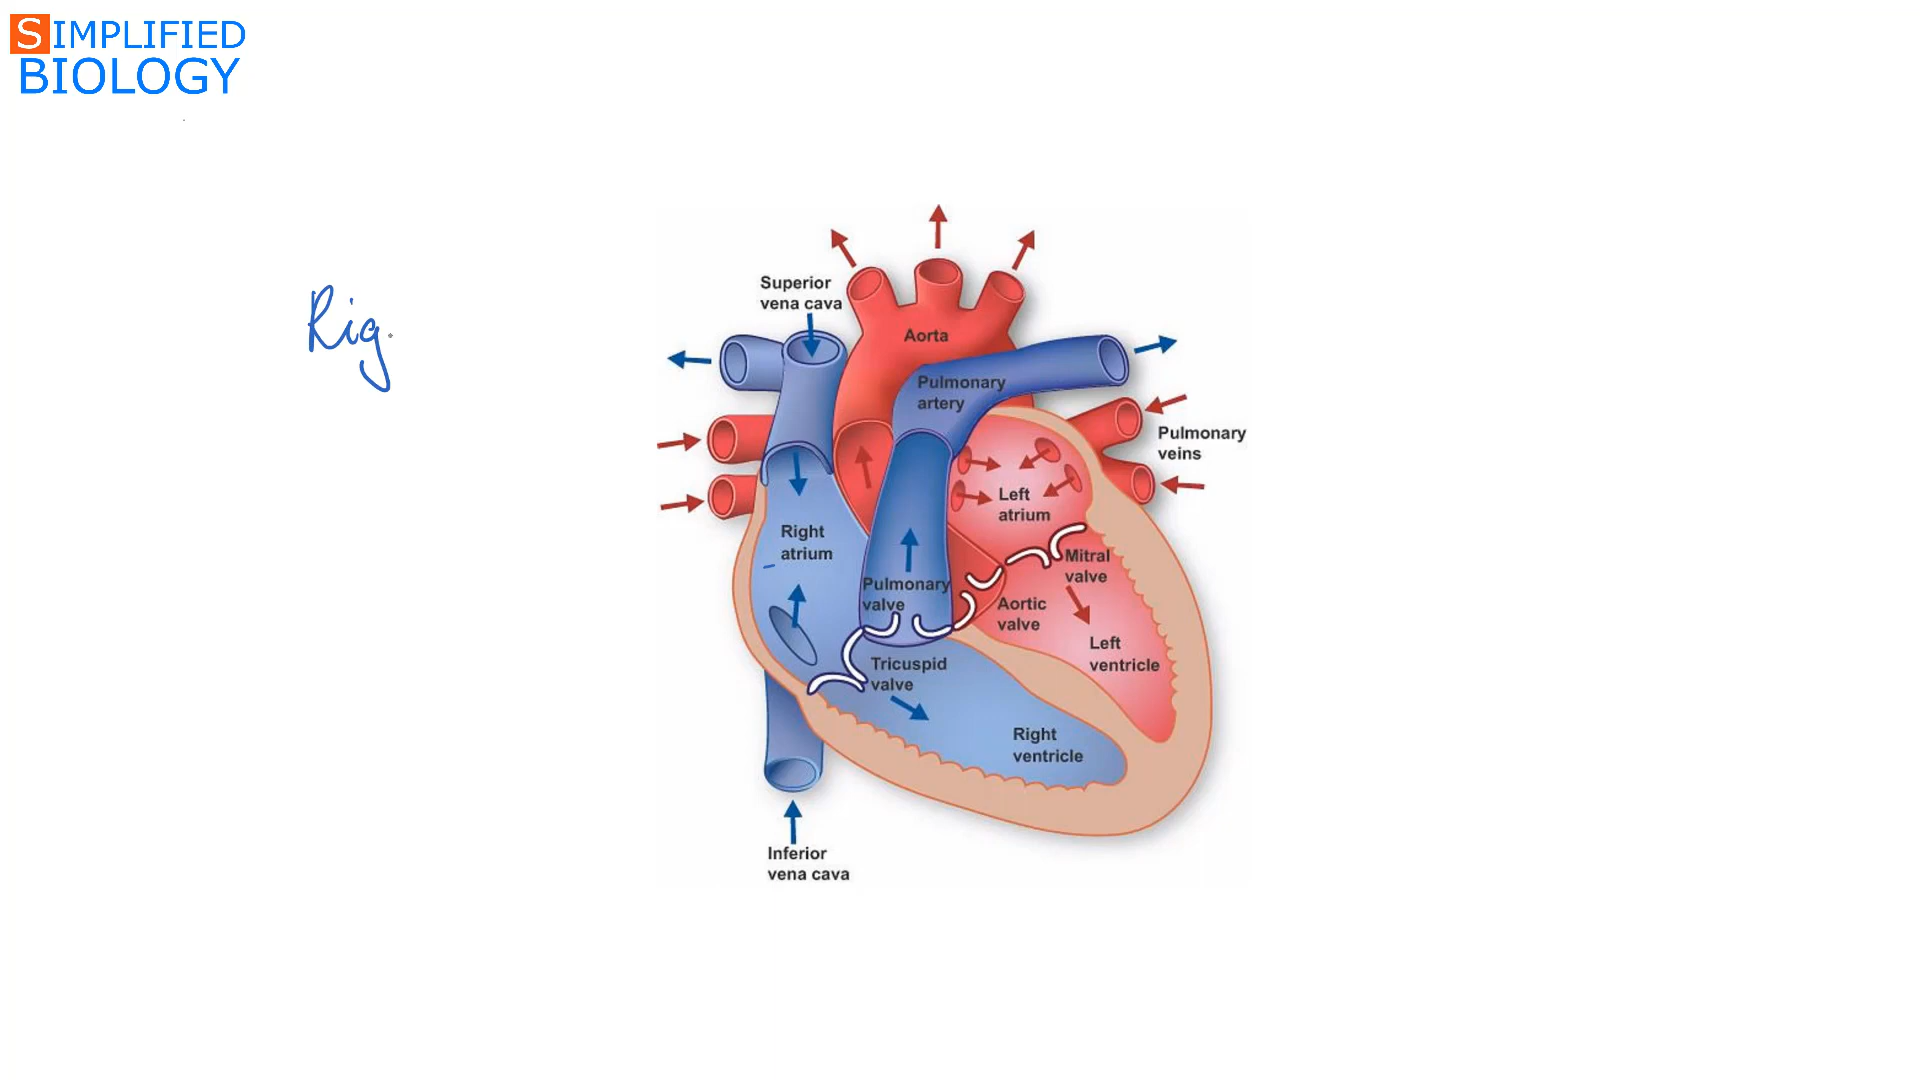 SIMPLIFIED
BIOLOGY
Rig
Superior
vena cava
Aorta
Pulmonary
artery
Pulmonary
veins
Left
atrium
Right
atrium
Mitral
valve
Pulmonary
valve
Aortic
valve
Left
ventricle
Tricuspid
valve
Right
ventricle
Inferior
vena cava